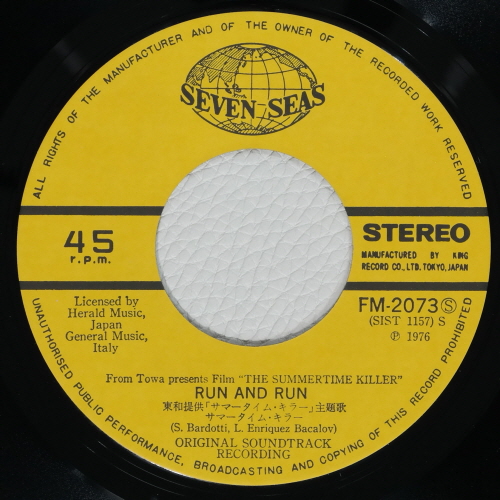 ALL RIGHTS OF THE MANUFACTURER AND OF THE OWNER OF THE RECORDED WORK RESERVED
SEVEN-SEAS
45
r.p.m.
STEREO
MANUFACTURED BY KING
RECORD CO., LTD. TOKYO, JAPAN
Licensed by
Herald Music,
Japan
General Music,
Italy
FM-2073Ⓢ
(SIST 1157) S
Ⓟ 1976
From Towa presents Film "THE SUMMERTIME KILLER"
RUN AND RUN
東和提供「サマータイム・キラー」主題歌
サマータイム・キラー
(S. Bardotti, L. Enriquez Bacalov)
ORIGINAL SOUNDTRACK
RECORDING
UNAUTHORISED PUBLIC PERFORMANCE, BROADCASTING AND COPYING OF THIS RECORD PROHIBITED